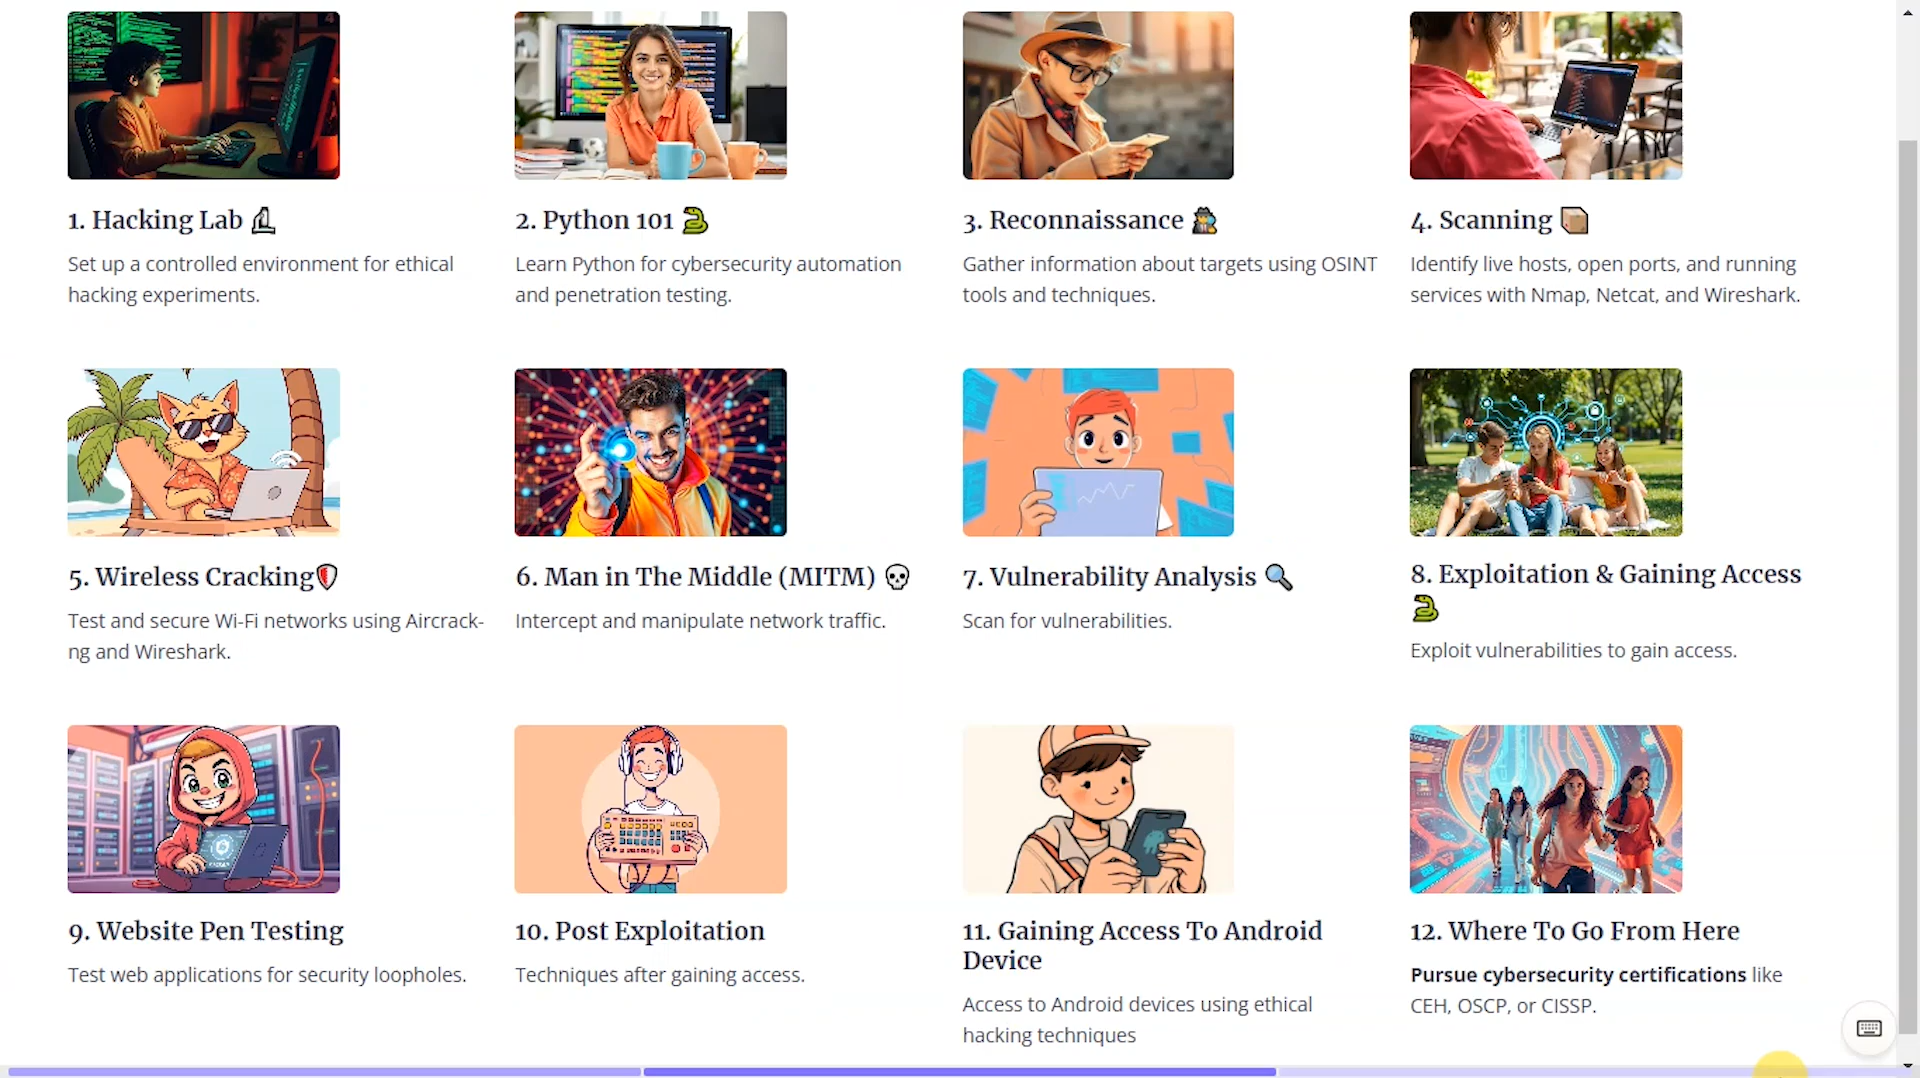 1. Hacking Lab
Set up a controlled environment for ethical
hacking experiments.
2. Python 101
Learn Python for cybersecurity automation
and penetration testing.
3. Reconnaissance
Gather information about targets using OSINT
tools and techniques.
4. Scanning
Identify live hosts, open ports, and running
services with Nmap, Netcat, and Wireshark.
5. Wireless Cracking
Test and secure Wi-Fi networks using Aircrack-
ng and Wireshark.
6. Man in The Middle (MITM)
Intercept and manipulate network traffic.
7. Vulnerability Analysis
Scan for vulnerabilities.
8. Exploitation & Gaining Access
Exploit vulnerabilities to gain access.
9. Website Pen Testing
Test web applications for security loopholes.
10. Post Exploitation
Techniques after gaining access.
11. Gaining Access To Android
Device
Access to Android devices using ethical
hacking techniques
12. Where To Go From Here
Pursue cybersecurity certifications like
CEH, OSCP, or CISSP.